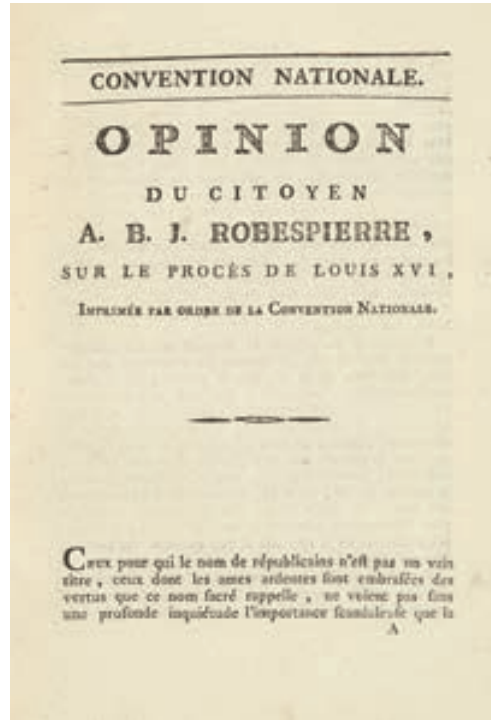 CONVENTION NATIONALE.
OPINION
DU CITOYEN
A. B. J. ROBESPIERRE,
SUR LE PROCÈS DE LOUIS XVI,
IMPRIMÉE PAR ORDRE DE LA CONVENTION NATIONALE.
CEUX pour qui le nom de républicains n'eſt pas un vain
titre, ceux dont les ames ardentes ſont embraſées des
vertus que ce nom ſacré rappelle, ne voient pas ſans
une profonde inquiétude l'importance ſcandaleuſe que la
A